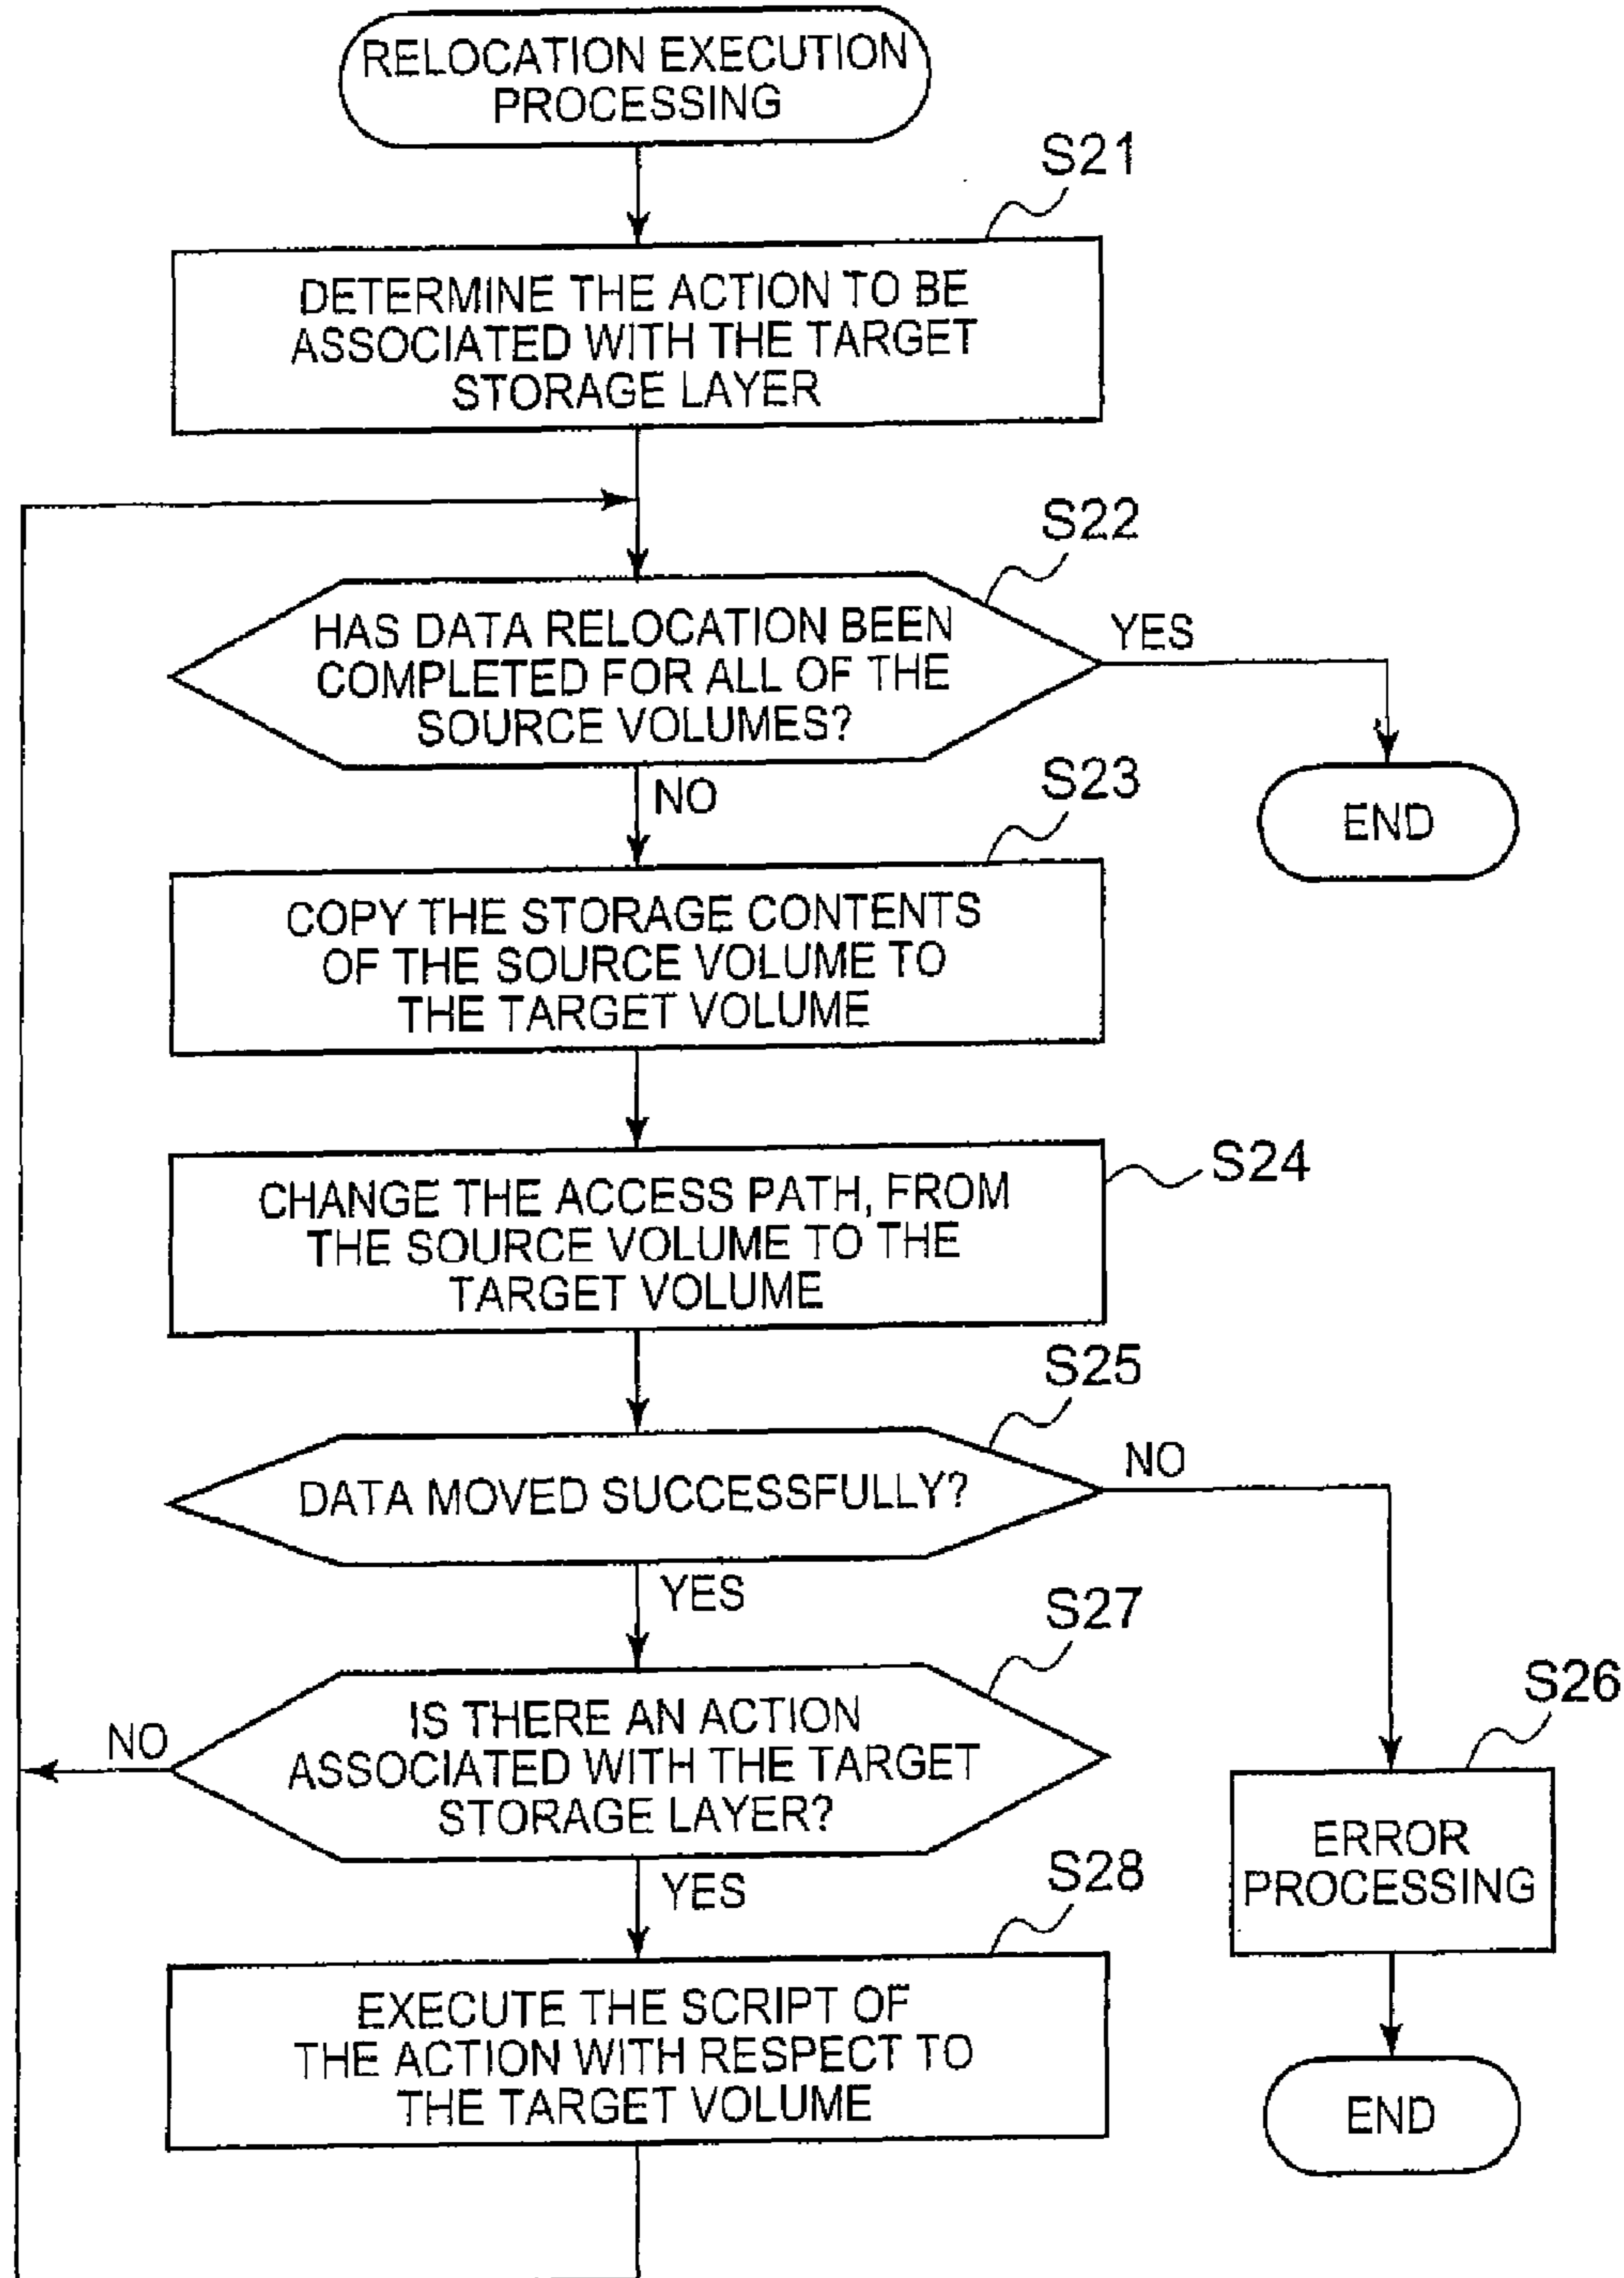 RELOCATION EXECUTION
PROCESSING
S21
DETERMINE THE ACTION TO BE
ASSOCIATED WITH THE TARGET
STORAGE LAYER
S22
HAS DATA RELOCATION BEEN
COMPLETED FOR ALL OF THE
SOURCE VOLUMES?
YES
END
NO
S23
COPY THE STORAGE CONTENTS
OF THE SOURCE VOLUME TO
THE TARGET VOLUME
S24
CHANGE THE ACCESS PATH, FROM
THE SOURCE VOLUME TO THE
TARGET VOLUME
S25
DATA MOVED SUCCESSFULLY?
NO
YES
S27
IS THERE AN ACTION
ASSOCIATED WITH THE TARGET
STORAGE LAYER?
NO
YES
S26
ERROR
PROCESSING
END
S28
EXECUTE THE SCRIPT OF
THE ACTION WITH RESPECT TO
THE TARGET VOLUME